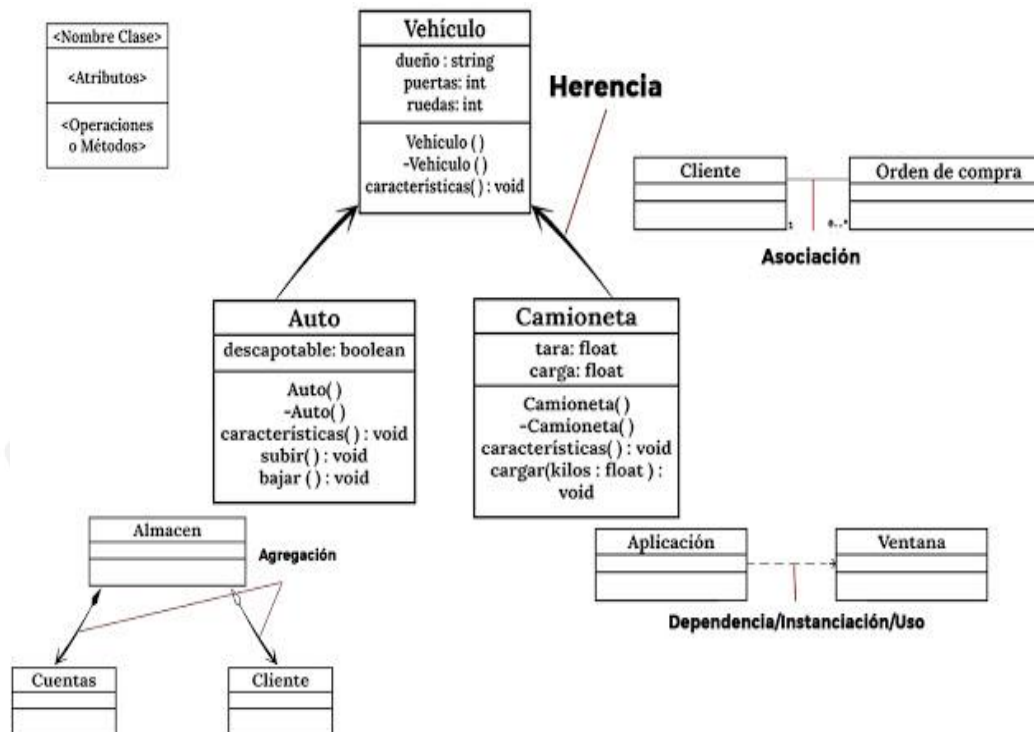 <Nombre Clase>
<Atributos>
<Operaciones
o Métodos>
Vehículo
dueño : string
puertas: int
ruedas: int
Vehículo ( )
-Vehículo ( )
características() : void
Herencia
Cliente
1
Orden de compra
0..*
Asociación
Auto
descapotable: boolean
Auto( )
-Auto( )
características( ) : void
subir( ) : void
bajar ( ) : void
Camioneta
tara: float
carga: float
Camioneta( )
-Camioneta( )
características( ) : void
cargar(kilos : float ) :
void
Almacen
Agregación
Cuentas
Cliente
Aplicación
Ventana
Dependencia/Instanciación/Uso